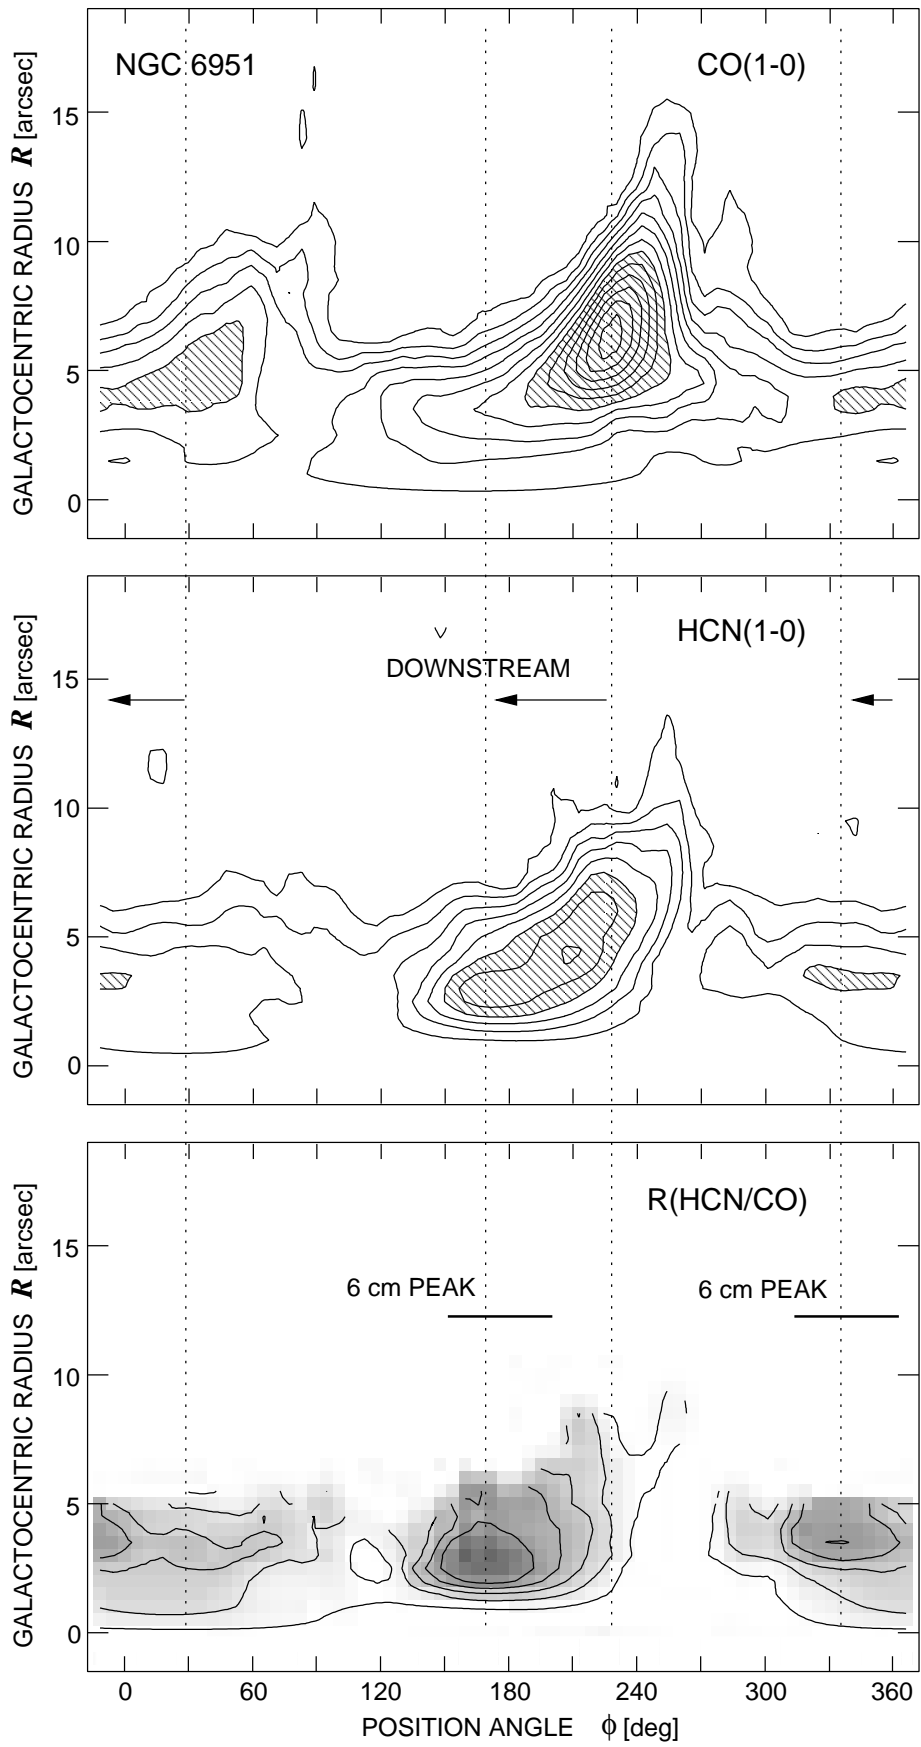 NGC 6951
CO(1-0)
GALACTOCENTRIC RADIUS R [arcsec]
15
10
5
0
HCN(1-0)
DOWNSTREAM
GALACTOCENTRIC RADIUS R [arcsec]
15
10
5
0
R(HCN/CO)
6 cm PEAK
6 cm PEAK
GALACTOCENTRIC RADIUS R [arcsec]
15
10
5
0
0 60 120 180 240 300 360
POSITION ANGLE ϕ [deg]